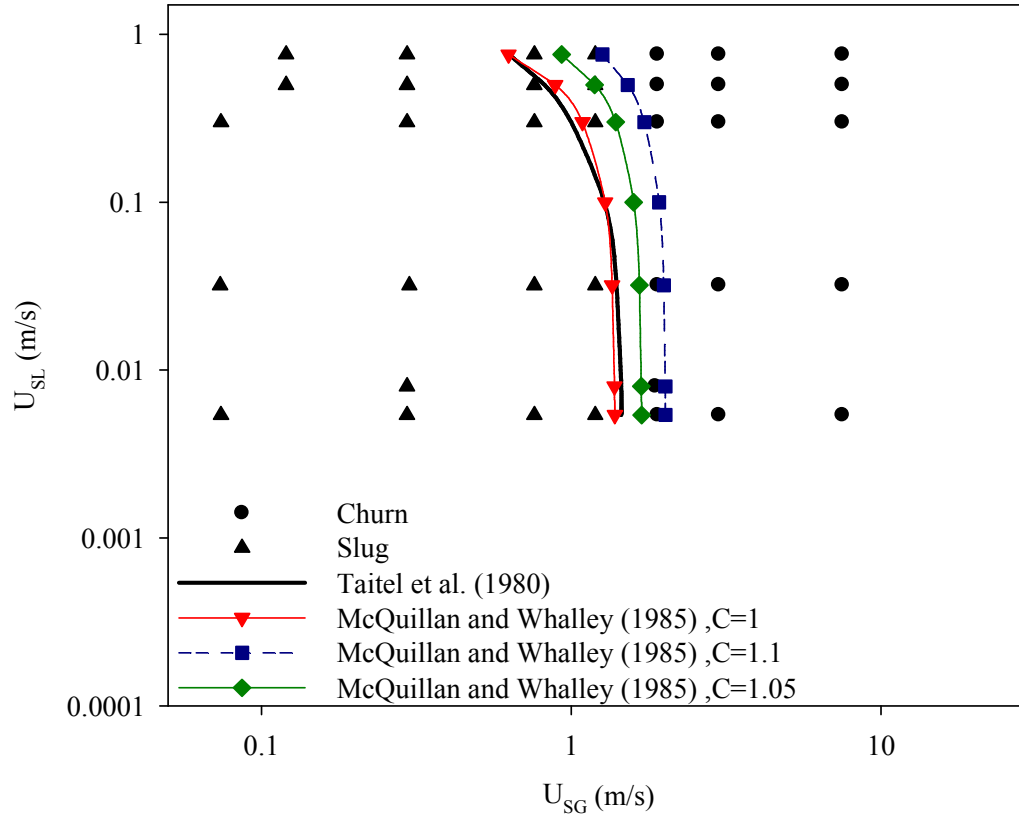 1
0.1
0.01
0.001
0.0001
U_SL (m/s)
Churn
Slug
Taitel et al. (1980)
McQuillan and Whalley (1985) ,C=1
McQuillan and Whalley (1985) ,C=1.1
McQuillan and Whalley (1985) ,C=1.05
0.1 1 10
U_SG (m/s)